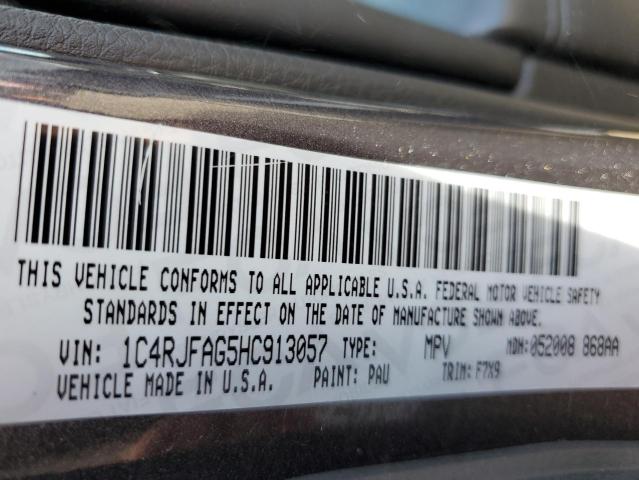 THIS VEHICLE CONFORMS TO ALL APPLICABLE U.S.A. FEDERAL MOTOR VEHICLE SAFETY
STANDARDS IN EFFECT ON THE DATE OF MANUFACTURE SHOWN ABOVE.
VIN: 1C4RJFAG5HC913057 TYPE: MPV MDH:052008 868AA
VEHICLE MADE IN U.S.A. PAINT: PAU TRIM: F7X9